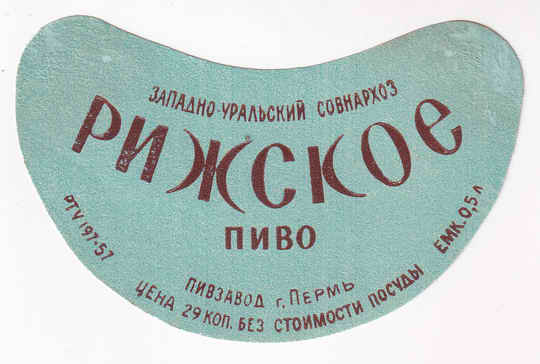 ЗАПАДНО-УРАЛЬСКИЙ СОВНАРХОЗ
РИЖСКОЕ
ПИВО
РТУ 197-57
ЕМК. 0,5 л
ПИВЗАВОД г. ПЕРМЬ
ЦЕНА 29 КОП. БЕЗ СТОИМОСТИ ПОСУДЫ